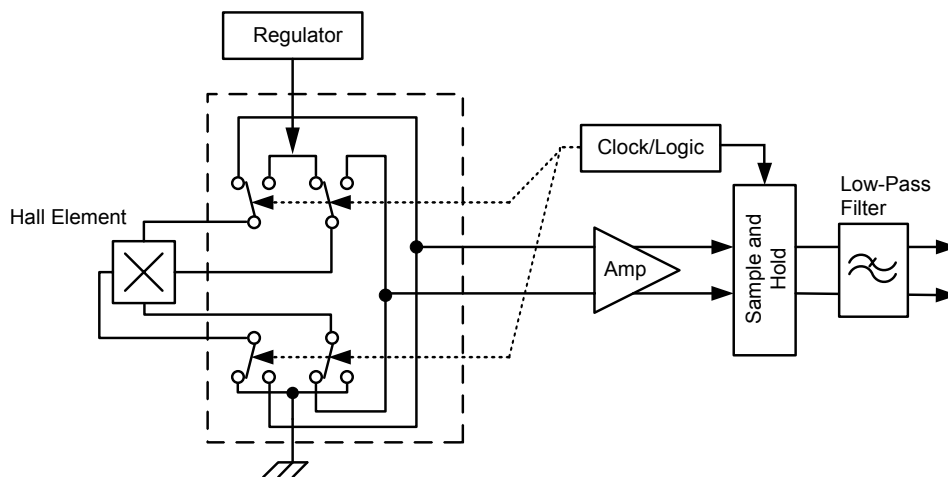 Regulator
Clock/Logic
Low-Pass
Filter
Hall Element
Amp
Sample and
Hold